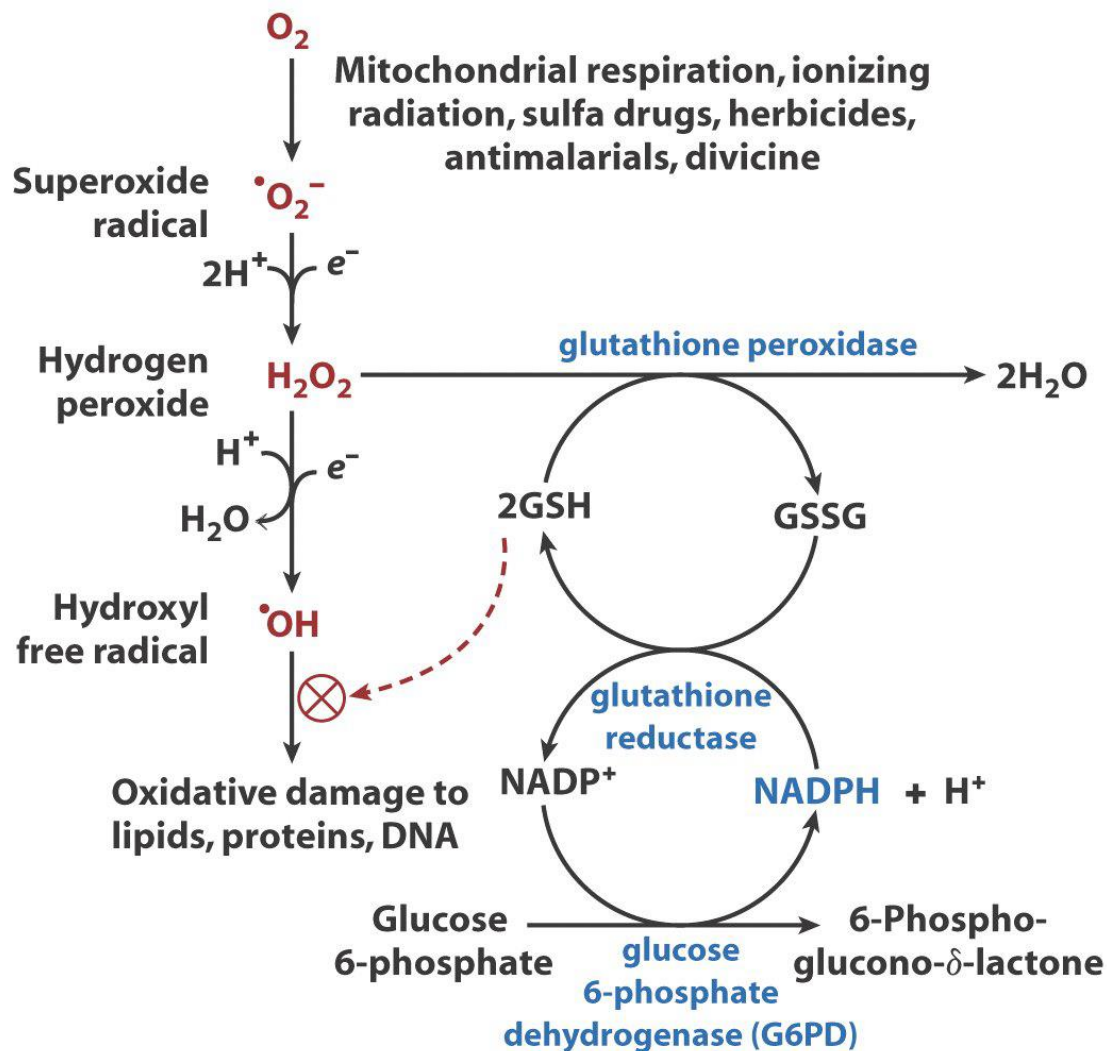 O₂
Mitochondrial respiration, ionizing
radiation, sulfa drugs, herbicides,
antimalarials, divicine
Superoxide
radical
•O₂⁻
2H⁺
e⁻
Hydrogen
peroxide
H₂O₂
glutathione peroxidase
2H₂O
H⁺
e⁻
H₂O
2GSH
GSSG
Hydroxyl
free radical
•OH
glutathione
reductase
NADP⁺
NADPH + H⁺
Oxidative damage to
lipids, proteins, DNA
Glucose
6-phosphate
6-Phospho-
glucono-δ-lactone
glucose
6-phosphate
dehydrogenase (G6PD)